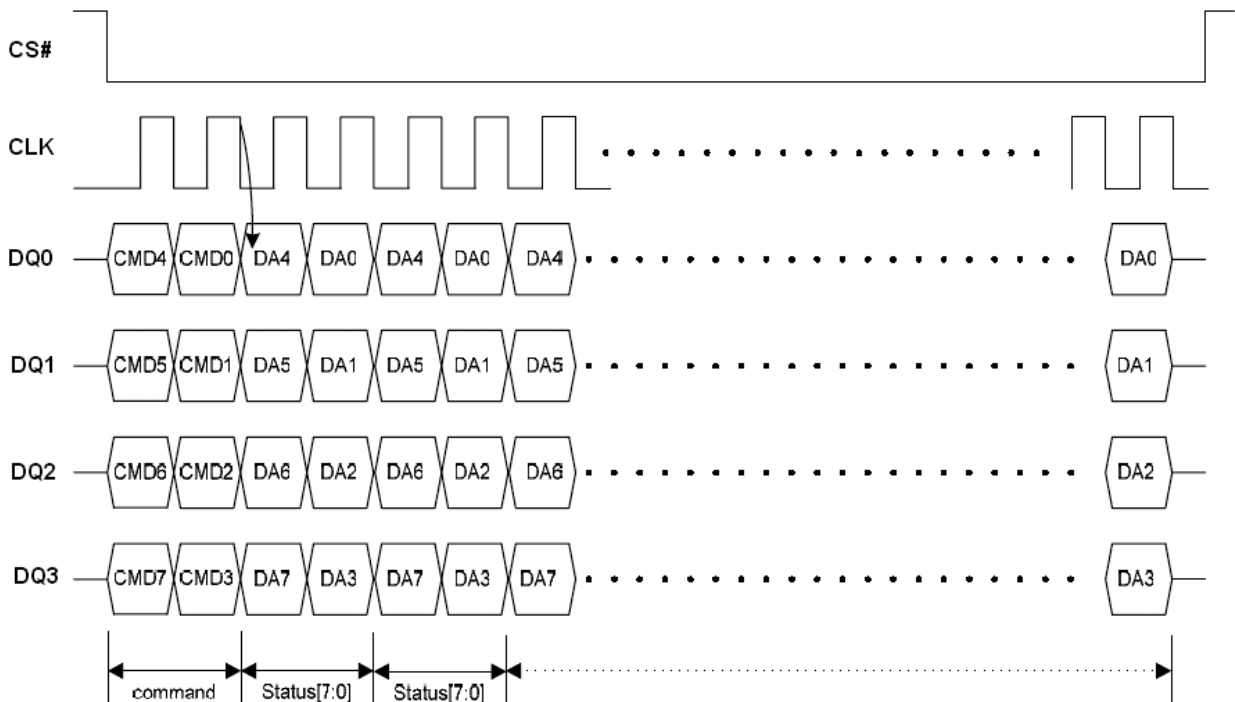 CS#
CLK
DQ0 CMD4 CMD0 DA4 DA0 DA4 DA0 DA4 DA0
DQ1 CMD5 CMD1 DA5 DA1 DA5 DA1 DA5 DA1
DQ2 CMD6 CMD2 DA6 DA2 DA6 DA2 DA6 DA2
DQ3 CMD7 CMD3 DA7 DA3 DA7 DA3 DA7 DA3
command Status[7:0] Status[7:0]